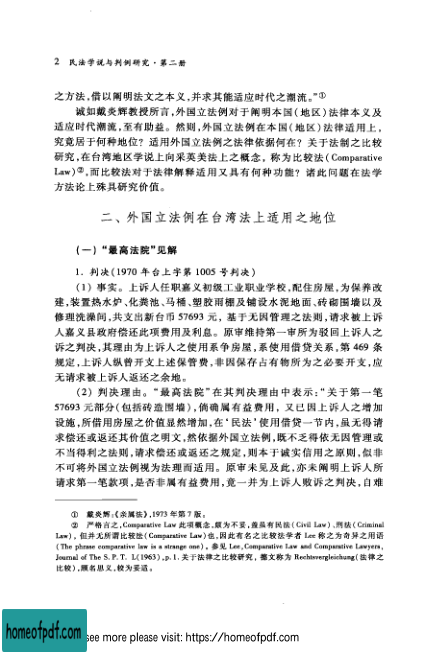 2 民法学说与判例研究·第二册
之方法,借以阐明法文之本义,并求其能适应时代之潮流。”①
诚如戴炎辉教授所言,外国立法例对于阐明本国(地区)法律本义及
适应时代潮流,至有助益。然则,外国立法例在本国(地区)法律适用上,
究竟居于何种地位?适用外国立法例之法律依据何在?关于法制之比较
研究,在台湾地区学说上向采英美法上之概念,称为比较法(Comparative
Law)②,而比较法对于法律解释适用又具有何种功能?诸此问题在法学
方法论上殊具研究价值。
二、外国立法例在台湾法上适用之地位
(一)“最高法院”见解
1. 判决(1970 年台上字第 1005 号判决)
(1) 事实。上诉人任职嘉义初级工业职业学校,配住房屋,为保养改
建,装置热水炉、化粪池、马桶、塑胶雨棚及铺设水泥地面、砖砌围墙以及
修理洗澡间,共支出新台币 57693 元,基于无因管理之法则,请求被上诉
人嘉义县政府偿还此项费用及利息。原审维持第一审所为驳回上诉人之
诉之判决,其理由为上诉人之使用系争房屋,系使用借贷关系,第 469 条
规定,上诉人纵曾开支上述保管费,非因保存占有物所为之必要开支,应
无请求被上诉人返还之余地。
(2) 判决理由。“最高法院”在其判决理由中表示:“关于第一笔
57693 元部分(包括砖造围墙),倘确属有益费用,又已因上诉人之增加
设施,所借用房屋之价值显然增加,在‘民法’使用借贷一节内,虽无得请
求偿还或返还其价值之明文,然依据外国立法例,既不乏得依无因管理或
不当得利之法则,请求偿还或返还之规定,则本于诚实信用之原则,似非
不可将外国立法例视为法理而适用。原审未见及此,亦未阐明上诉人所
请求第一笔款项,是否非属有益费用,竟一并为上诉人败诉之判决,自难
① 戴炎辉:《亲属法》,1973 年第 7 版。
② 严格言之,Comparative Law 此项概念,颇为不妥,盖虽有民法(Civil Law)、刑法(Criminal
Law),但并无所谓比较法(Comparative Law)也,因此有名之比较法学者 Lee 称之为奇异之用语
(The phrase comparative law is a strange one)。参见 Lee, Comparative Law and Comparative Lawyers,
Journal of The S. P. T. L(1963),p. 1. 关于法律之比较研究,德文称为 Rechtsvergleichung(法律之
比较),顾名思义,较为妥适。
homeofpdf.com
see more please visit: https://homeofpdf.com